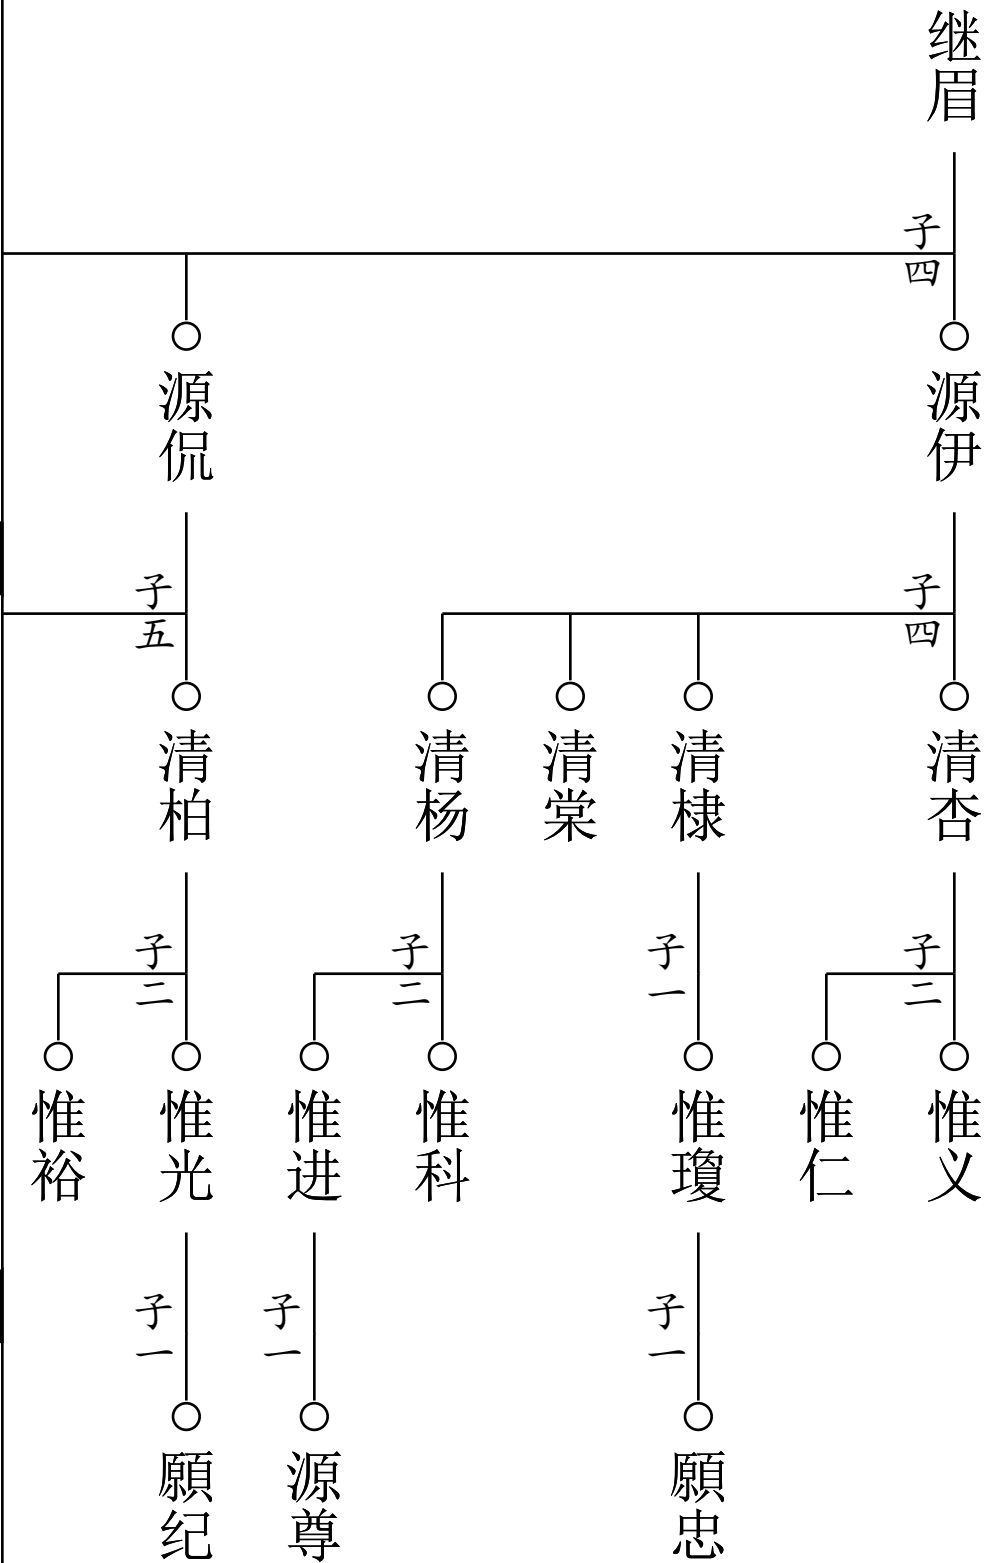 继眉
子四
源伊
源侃
子四
子五
清杏
清棣
清棠
清杨
清柏
子二
子一
子二
子二
惟义
惟仁
惟瓊
惟科
惟进
惟光
惟裕
子一
子一
子一
願忠
源尊
願纪